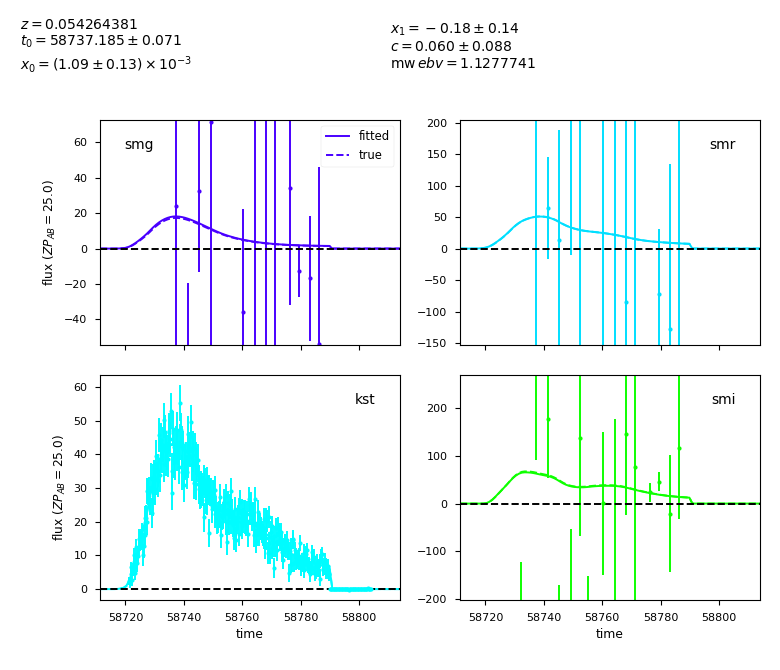 z = 0.054264381
t₀ = 58737.185 ± 0.071
x₀ = (1.09 ± 0.13) × 10⁻³
x₁ = −0.18 ± 0.14
c = 0.060 ± 0.088
mw ebv = 1.1277741
smg
fitted
true
60
40
20
0
−20
−40
flux (ZP_AB = 25.0)
smr
200
150
100
50
0
−50
−100
−150
kst
60
50
40
30
20
10
0
flux (ZP_AB = 25.0)
58720 58740 58760 58780 58800
time
smi
200
100
0
−100
−200
58720 58740 58760 58780 58800
time